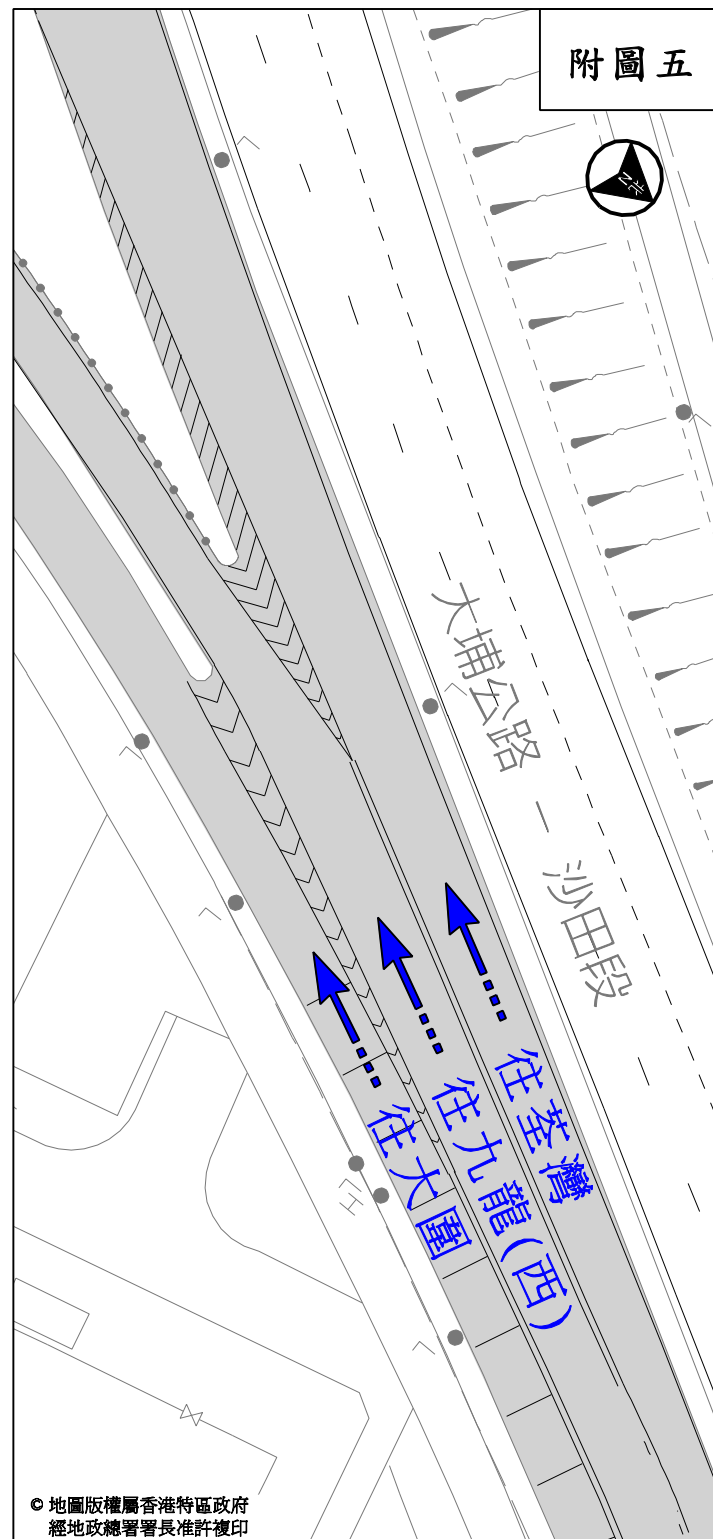 附圖五
北
N
大埔公路 － 沙田段
往荃灣
往九龍(西)
往大圍
© 地圖版權屬香港特區政府
經地政總署署長准許複印